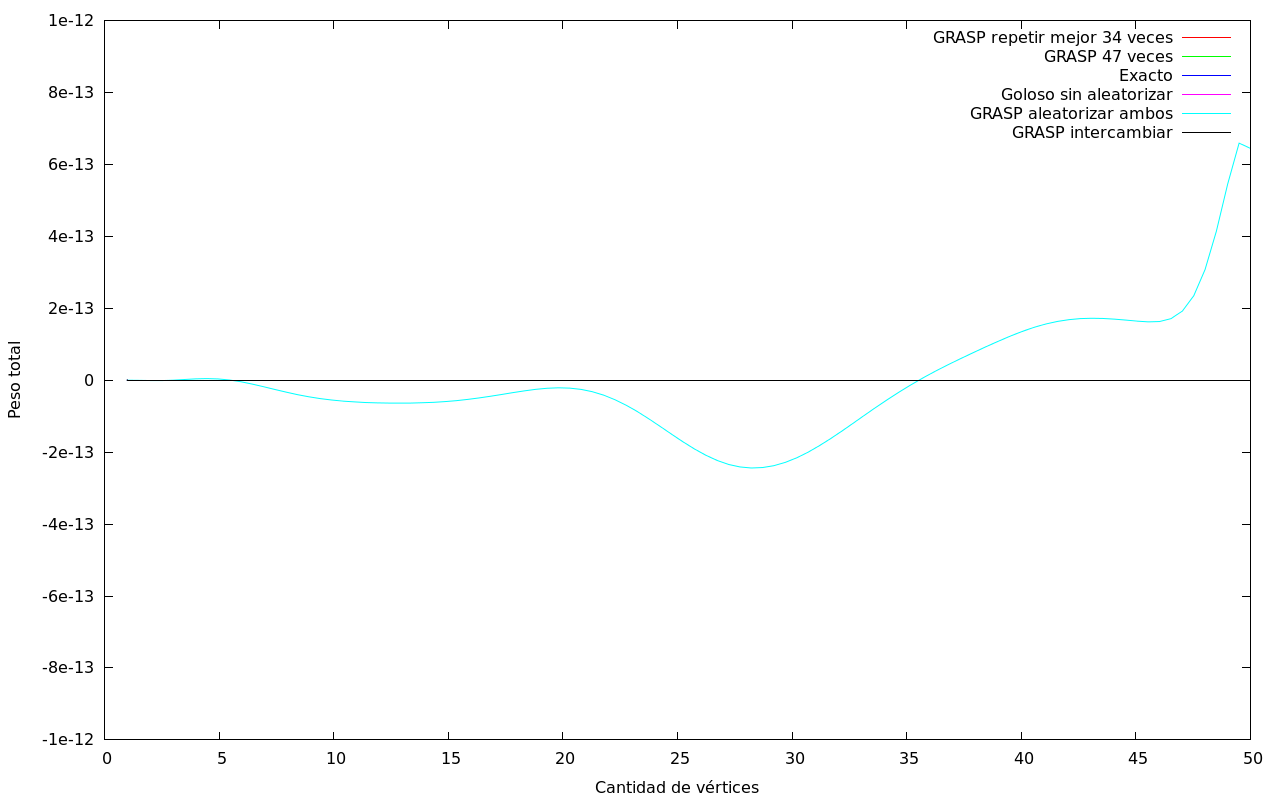 1e-12
8e-13
6e-13
4e-13
2e-13
0
-2e-13
-4e-13
-6e-13
-8e-13
-1e-12
Peso total
GRASP repetir mejor 34 veces
GRASP 47 veces
Exacto
Goloso sin aleatorizar
GRASP aleatorizar ambos
GRASP intercambiar
0 5 10 15 20 25 30 35 40 45 50
Cantidad de vértices